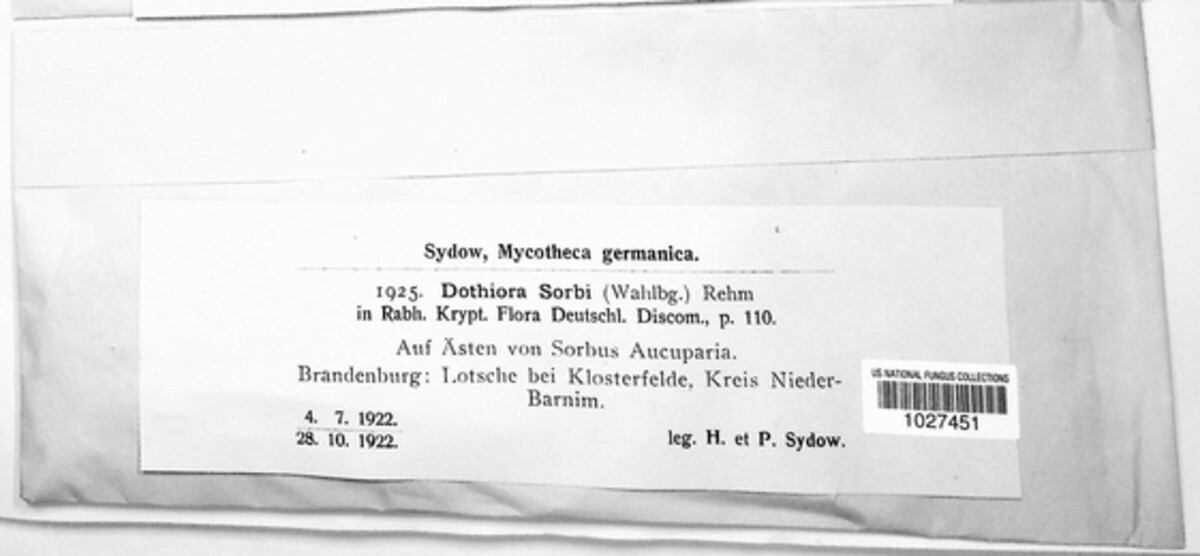 Sydow, Mycotheca germanica.
1925. Dothiora Sorbi (Wahlbg.) Rehm
in Rabh. Krypt. Flora Deutschl. Discom., p. 110.
Auf Ästen von Sorbus Aucuparia.
Brandenburg: Lotsche bei Klosterfelde, Kreis Nieder-
Barnim.
4. 7. 1922.
28. 10. 1922.
leg. H. et P. Sydow.
US NATIONAL FUNGUS COLLECTIONS
1027451